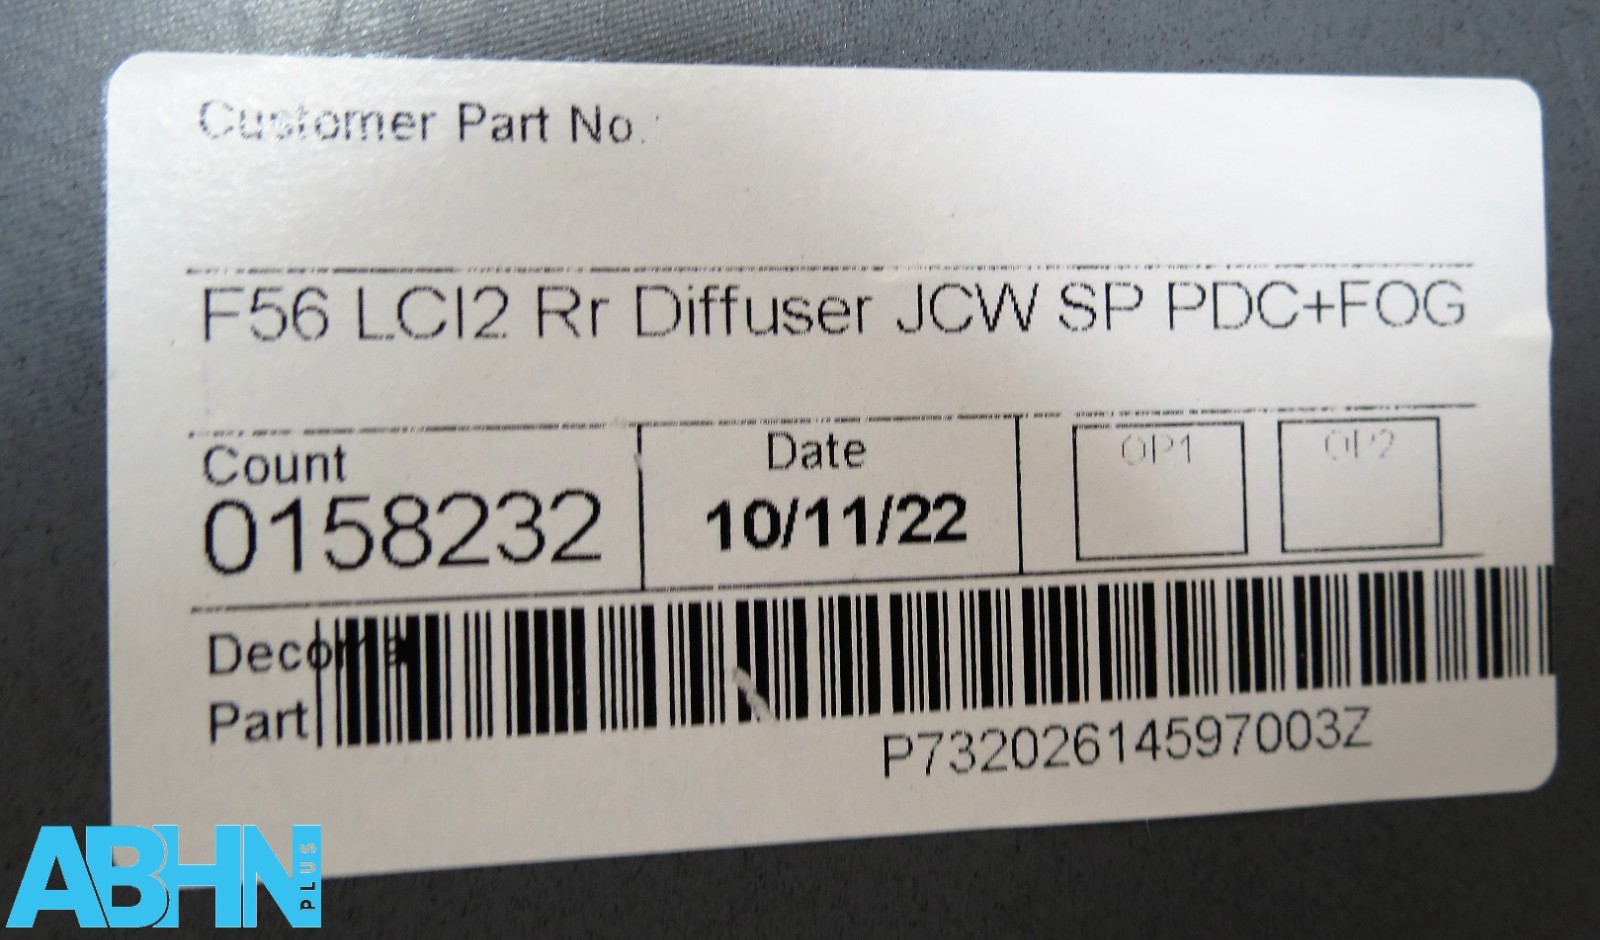 Customer Part No.:
F56 LCI2 Rr Diffuser JCW SP PDC+FOG
Count
0158232
Date
10/11/22
OP1
OP2
Decoma
Part
P73202614597003Z
ABHN PLUS